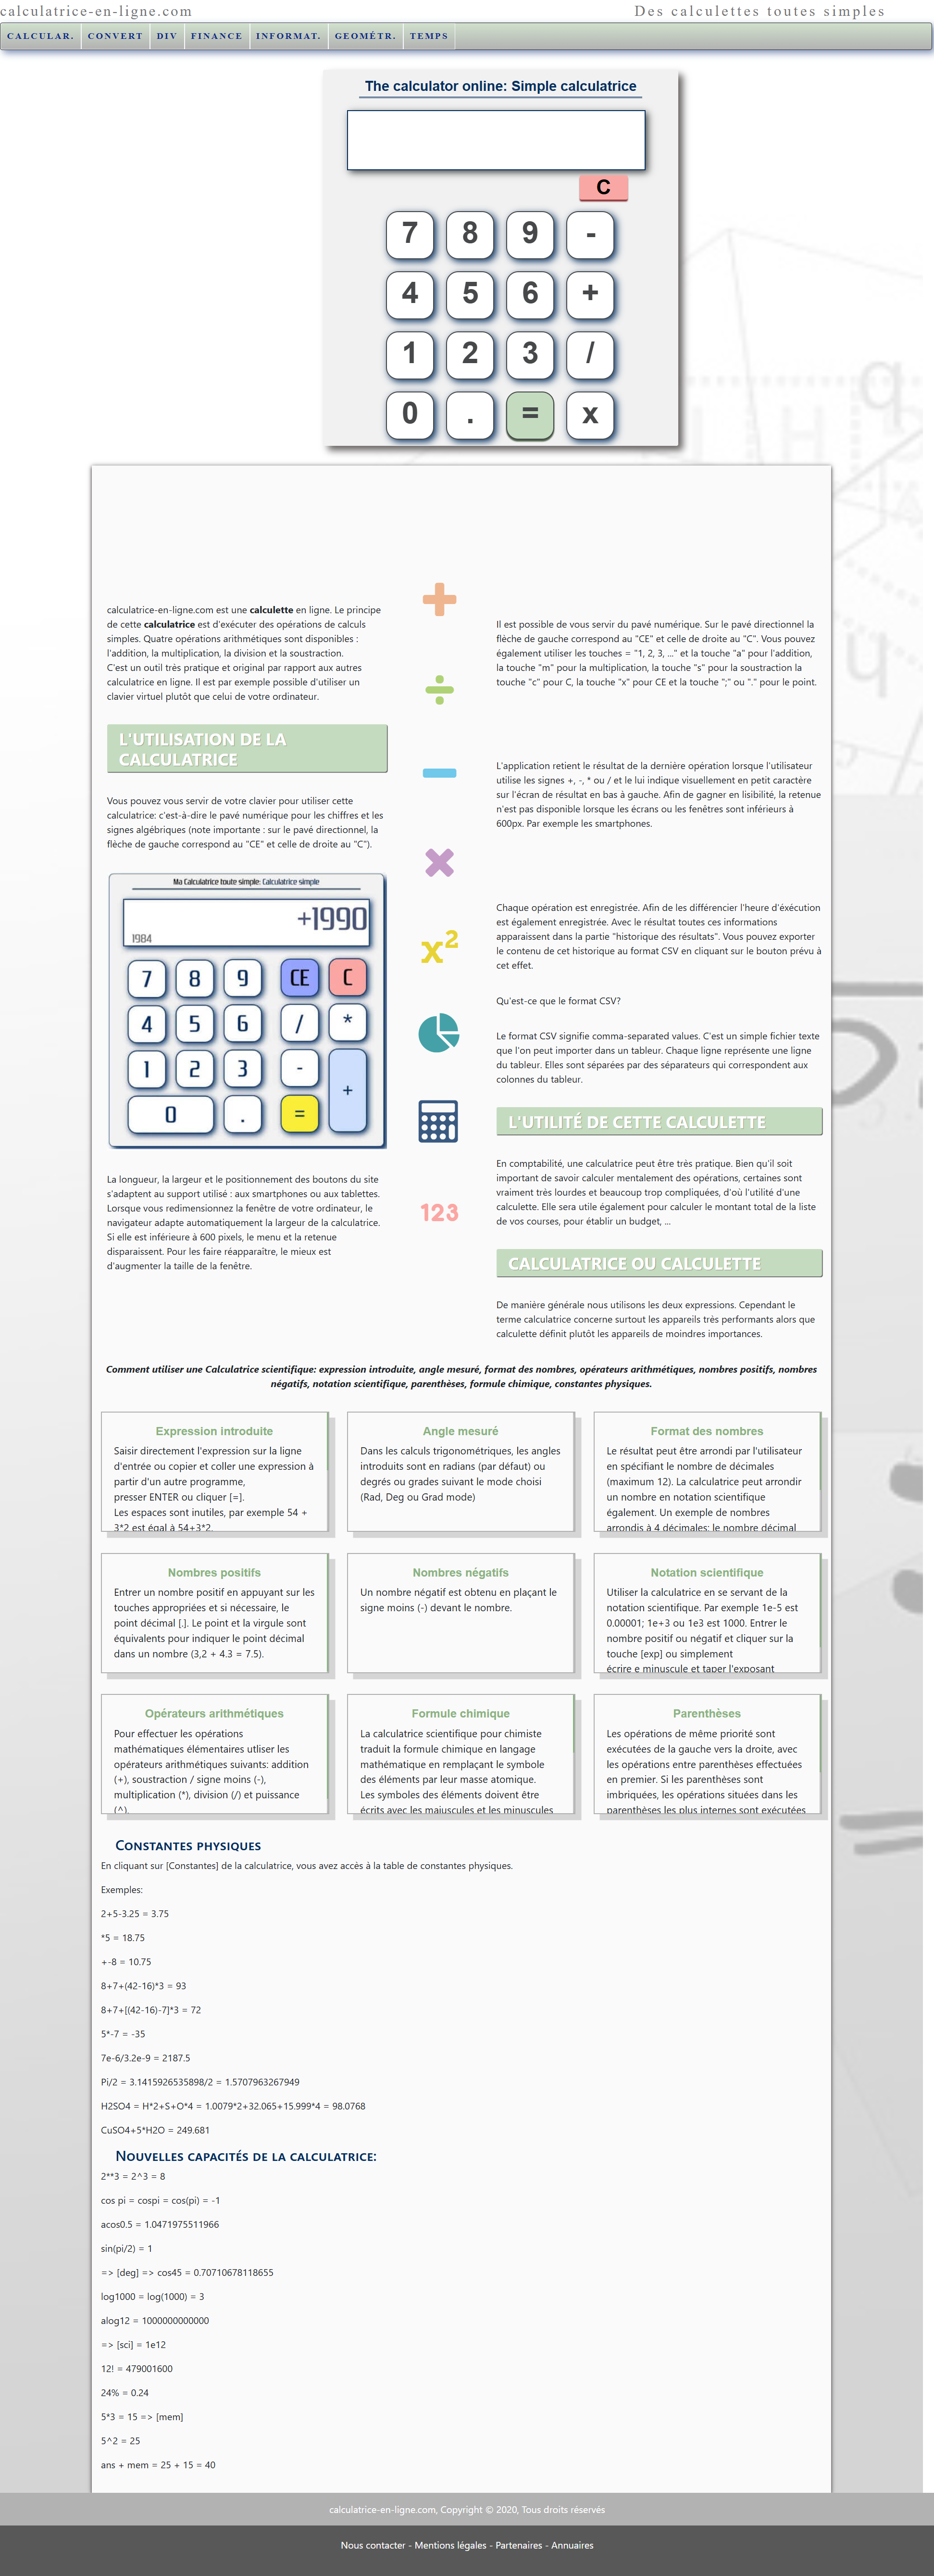 calculatrice-en-ligne.com
Des calculettes toutes simples
CALCULAR.
CONVERT
DIV
FINANCE
INFORMAT.
GEOMÉTR.
TEMPS
The calculator online: Simple calculatrice
C
7 8 9 -
4 5 6 +
1 2 3 /
0 . = x
calculatrice-en-ligne.com est une calculette en ligne. Le principe
de cette calculatrice est d'exécuter des opérations de calculs
simples. Quatre opérations arithmétiques sont disponibles :
l'addition, la multiplication, la division et la soustraction.
C'est un outil très pratique et original par rapport aux autres
calculatrice en ligne. Il est par exemple possible d'utiliser un
clavier virtuel plutôt que celui de votre ordinateur.
L'UTILISATION DE LA
CALCULATRICE
Vous pouvez vous servir de votre clavier pour utiliser cette
calculatrice: c'est-à-dire le pavé numérique pour les chiffres et les
signes algébriques (note importante : sur le pavé directionnel, la
flèche de gauche correspond au "CE" et celle de droite au "C").
Ma Calculatrice toute simple: Calculatrice simple
+1990
1984
7 8 9 CE C
4 5 6 / *
1 2 3 - +
0 . =
La longueur, la largeur et le positionnement des boutons du site
s'adaptent au support utilisé : aux smartphones ou aux tablettes.
Lorsque vous redimensionnez la fenêtre de votre ordinateur, le
navigateur adapte automatiquement la largeur de la calculatrice.
Si elle est inférieure à 600 pixels, le menu et la retenue
disparaissent. Pour les faire réapparaître, le mieux est
d'augmenter la taille de la fenêtre.
x²
123
Il est possible de vous servir du pavé numérique. Sur le pavé directionnel la
flèche de gauche correspond au "CE" et celle de droite au "C". Vous pouvez
également utiliser les touches = "1, 2, 3, ..." et la touche "a" pour l'addition,
la touche "m" pour la multiplication, la touche "s" pour la soustraction la
touche "c" pour C, la touche "x" pour CE et la touche ";" ou "." pour le point.
L'application retient le résultat de la dernière opération lorsque l'utilisateur
utilise les signes +, -, * ou / et le lui indique visuellement en petit caractère
sur l'écran de résultat en bas à gauche. Afin de gagner en lisibilité, la retenue
n'est pas disponible lorsque les écrans ou les fenêtres sont inférieurs à
600px. Par exemple les smartphones.
Chaque opération est enregistrée. Afin de les différencier l'heure d'éxécution
est également enregistrée. Avec le résultat toutes ces informations
apparaissent dans la partie "historique des résultats". Vous pouvez exporter
le contenu de cet historique au format CSV en cliquant sur le bouton prévu à
cet effet.
Qu'est-ce que le format CSV?
Le format CSV signifie comma-separated values. C'est un simple fichier texte
que l'on peut importer dans un tableur. Chaque ligne représente une ligne
du tableur. Elles sont séparées par des séparateurs qui correspondent aux
colonnes du tableur.
L'UTILITÉ DE CETTE CALCULETTE
En comptabilité, une calculatrice peut être très pratique. Bien qu'il soit
important de savoir calculer mentalement des opérations, certaines sont
vraiment très lourdes et beaucoup trop compliquées, d'où l'utilité d'une
calculette. Elle sera utile également pour calculer le montant total de la liste
de vos courses, pour établir un budget, ...
CALCULATRICE OU CALCULETTE
De manière générale nous utilisons les deux expressions. Cependant le
terme calculatrice concerne surtout les appareils très performants alors que
calculette définit plutôt les appareils de moindres importances.
Comment utiliser une Calculatrice scientifique: expression introduite, angle mesuré, format des nombres, opérateurs arithmétiques, nombres positifs, nombres
négatifs, notation scientifique, parenthèses, formule chimique, constantes physiques.
Expression introduite
Saisir directement l'expression sur la ligne
d'entrée ou copier et coller une expression à
partir d'un autre programme,
presser ENTER ou cliquer [=].
Les espaces sont inutiles, par exemple 54 +
3*2 est égal à 54+3*2.
Angle mesuré
Dans les calculs trigonométriques, les angles
introduits sont en radians (par défaut) ou
degrés ou grades suivant le mode choisi
(Rad, Deg ou Grad mode)
Format des nombres
Le résultat peut être arrondi par l'utilisateur
en spécifiant le nombre de décimales
(maximum 12). La calculatrice peut arrondir
un nombre en notation scientifique
également. Un exemple de nombres
arrondis à 4 décimales: le nombre décimal
Nombres positifs
Entrer un nombre positif en appuyant sur les
touches appropriées et si nécessaire, le
point décimal [.]. Le point et la virgule sont
équivalents pour indiquer le point décimal
dans un nombre (3,2 + 4.3 = 7.5).
Nombres négatifs
Un nombre négatif est obtenu en plaçant le
signe moins (-) devant le nombre.
Notation scientifique
Utiliser la calculatrice en se servant de la
notation scientifique. Par exemple 1e-5 est
0.00001; 1e+3 ou 1e3 est 1000. Entrer le
nombre positif ou négatif et cliquer sur la
touche [exp] ou simplement
écrire e minuscule et taper l'exposant
Opérateurs arithmétiques
Pour effectuer les opérations
mathématiques élémentaires utliser les
opérateurs arithmétiques suivants: addition
(+), soustraction / signe moins (-),
multiplication (*), division (/) et puissance
(^).
Formule chimique
La calculatrice scientifique pour chimiste
traduit la formule chimique en langage
mathématique en remplaçant le symbole
des éléments par leur masse atomique.
Les symboles des éléments doivent être
écrits avec les majuscules et les minuscules
Parenthèses
Les opérations de même priorité sont
exécutées de la gauche vers la droite, avec
les opérations entre parenthèses effectuées
en premier. Si les parenthèses sont
imbriquées, les opérations situées dans les
parenthèses les plus internes sont exécutées
Constantes physiques
En cliquant sur [Constantes] de la calculatrice, vous avez accès à la table de constantes physiques.
Exemples:
2+5-3.25 = 3.75
*5 = 18.75
+-8 = 10.75
8+7+(42-16)*3 = 93
8+7+[(42-16)-7]*3 = 72
5*-7 = -35
7e-6/3.2e-9 = 2187.5
Pi/2 = 3.1415926535898/2 = 1.5707963267949
H2SO4 = H*2+S+O*4 = 1.0079*2+32.065+15.999*4 = 98.0768
CuSO4+5*H2O = 249.681
Nouvelles capacités de la calculatrice:
2**3 = 2^3 = 8
cos pi = cospi = cos(pi) = -1
acos0.5 = 1.0471975511966
sin(pi/2) = 1
=> [deg] => cos45 = 0.70710678118655
log1000 = log(1000) = 3
alog12 = 1000000000000
=> [sci] = 1e12
12! = 479001600
24% = 0.24
5*3 = 15 => [mem]
5^2 = 25
ans + mem = 25 + 15 = 40
calculatrice-en-ligne.com, Copyright © 2020, Tous droits réservés
Nous contacter - Mentions légales - Partenaires - Annuaires